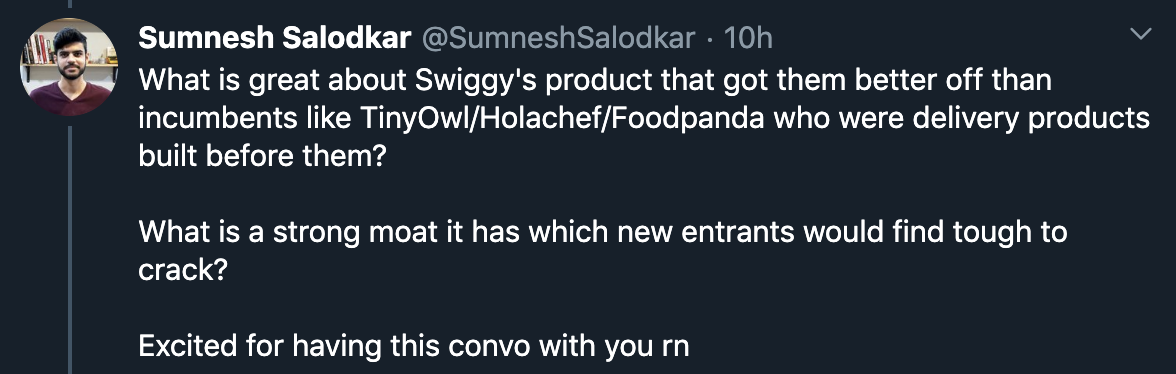 Sumnesh Salodkar @SumneshSalodkar · 10h
What is great about Swiggy's product that got them better off than
incumbents like TinyOwl/Holachef/Foodpanda who were delivery products
built before them?
What is a strong moat it has which new entrants would find tough to
crack?
Excited for having this convo with you rn